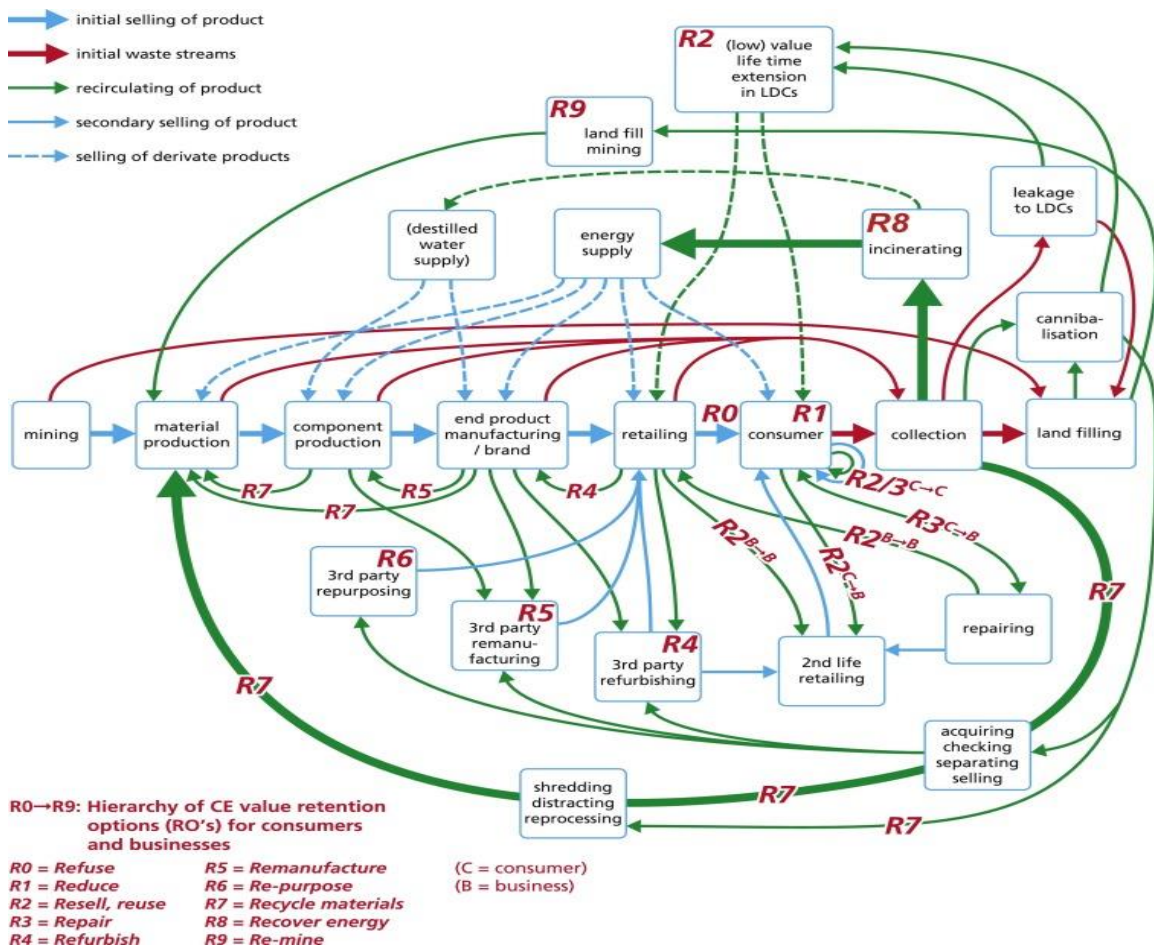 initial selling of product
initial waste streams
recirculating of product
secondary selling of product
selling of derivate products
R2
(low) value
life time
extension
in LDCs
R9
land fill
mining
leakage
to LDCs
(destilled
water
supply)
energy
supply
R8
incinerating
canniba-
lisation
mining
material
production
component
production
end product
manufacturing
/ brand
retailing
R0
R1
consumer
collection
land filling
R7
R7
R5
R4
R2/3 C→C
R3 C→B
R2 B→B
R2 B→B
R2 C→B
R7
R6
3rd party
repurposing
R5
3rd party
remanu-
facturing
R4
3rd party
refurbishing
2nd life
retailing
repairing
R7
acquiring
checking
separating
selling
shredding
distracting
reprocessing
R7
R7
R0→R9: Hierarchy of CE value retention
options (RO's) for consumers
and businesses
R0 = Refuse
R1 = Reduce
R2 = Resell, reuse
R3 = Repair
R4 = Refurbish
R5 = Remanufacture
R6 = Re-purpose
R7 = Recycle materials
R8 = Recover energy
R9 = Re-mine
(C = consumer)
(B = business)